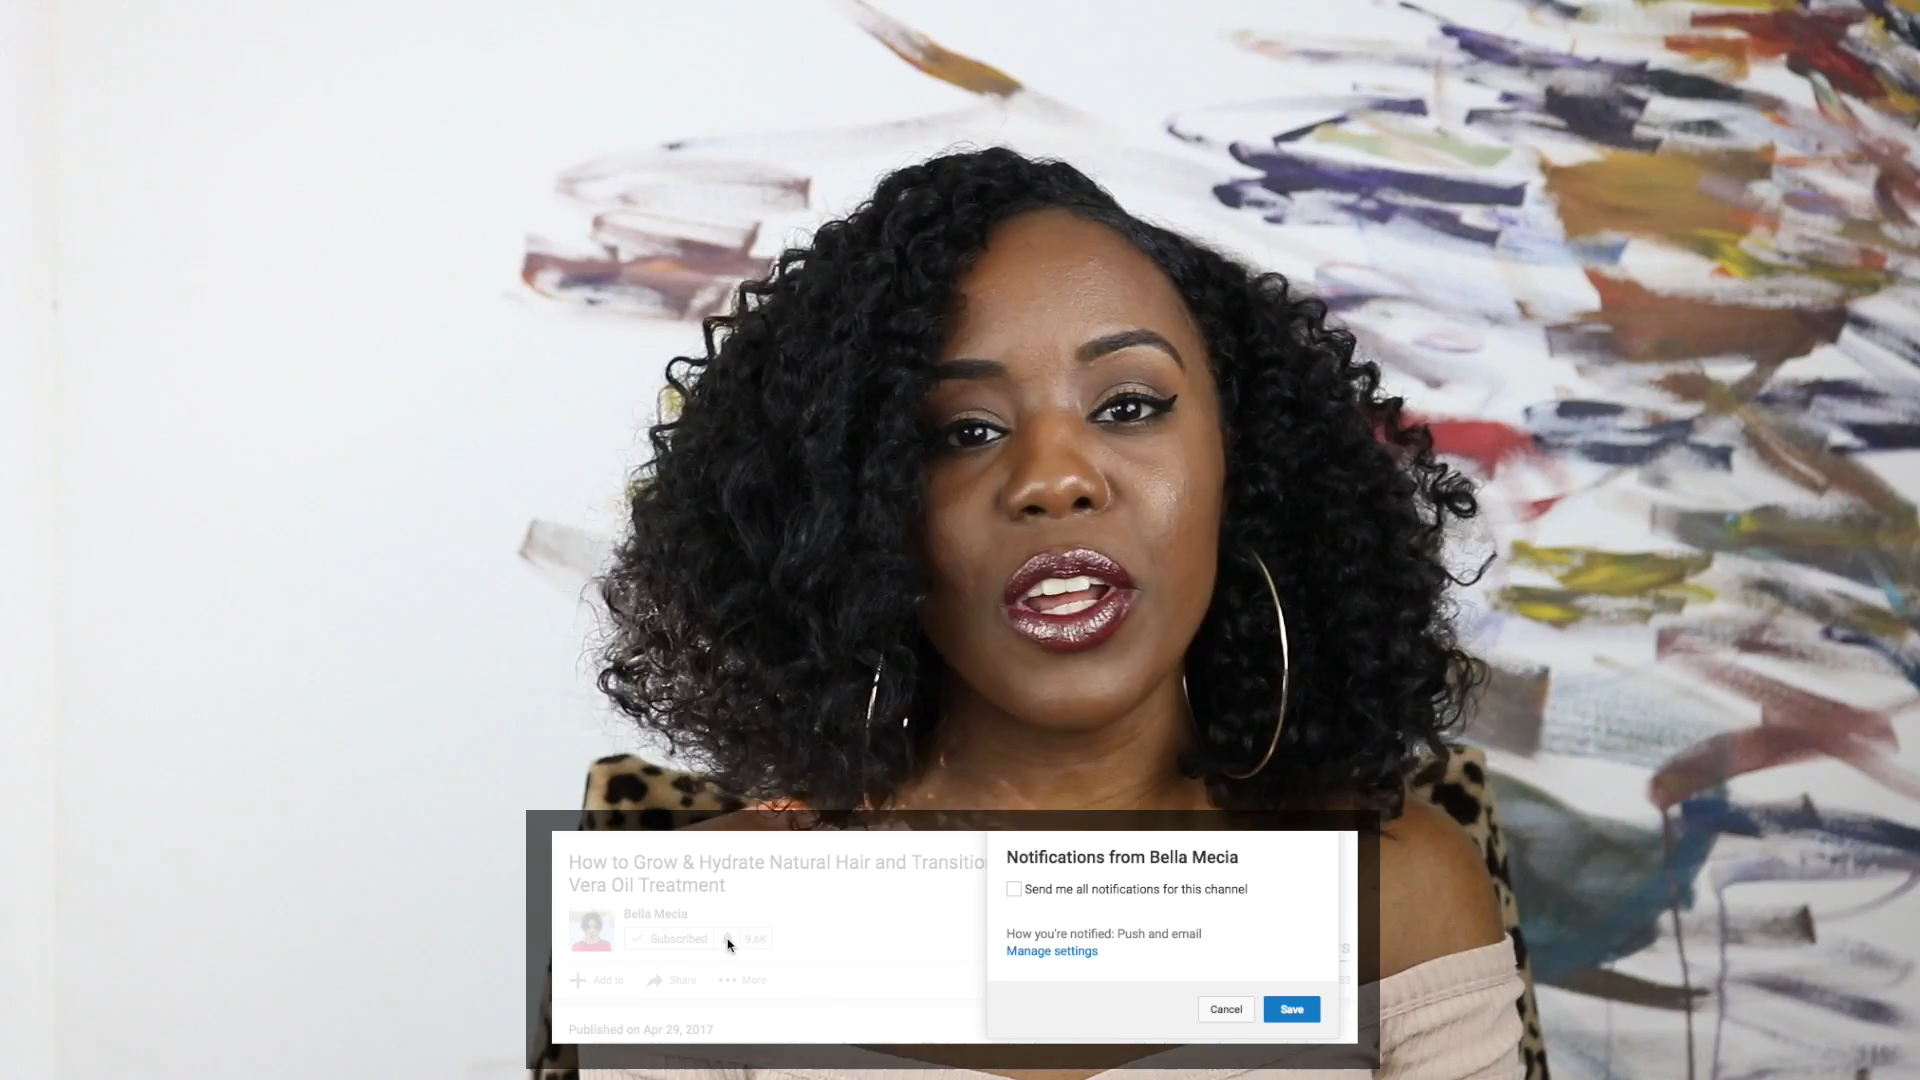 How to Grow & Hydrate Natural Hair and Transitio
Vera Oil Treatment
Bella Mecia
Subscribed 9.6K
Add to Share More
Published on Apr 29, 2017
Notifications from Bella Mecia
Send me all notifications for this channel
How you're notified: Push and email
Manage settings
Cancel Save